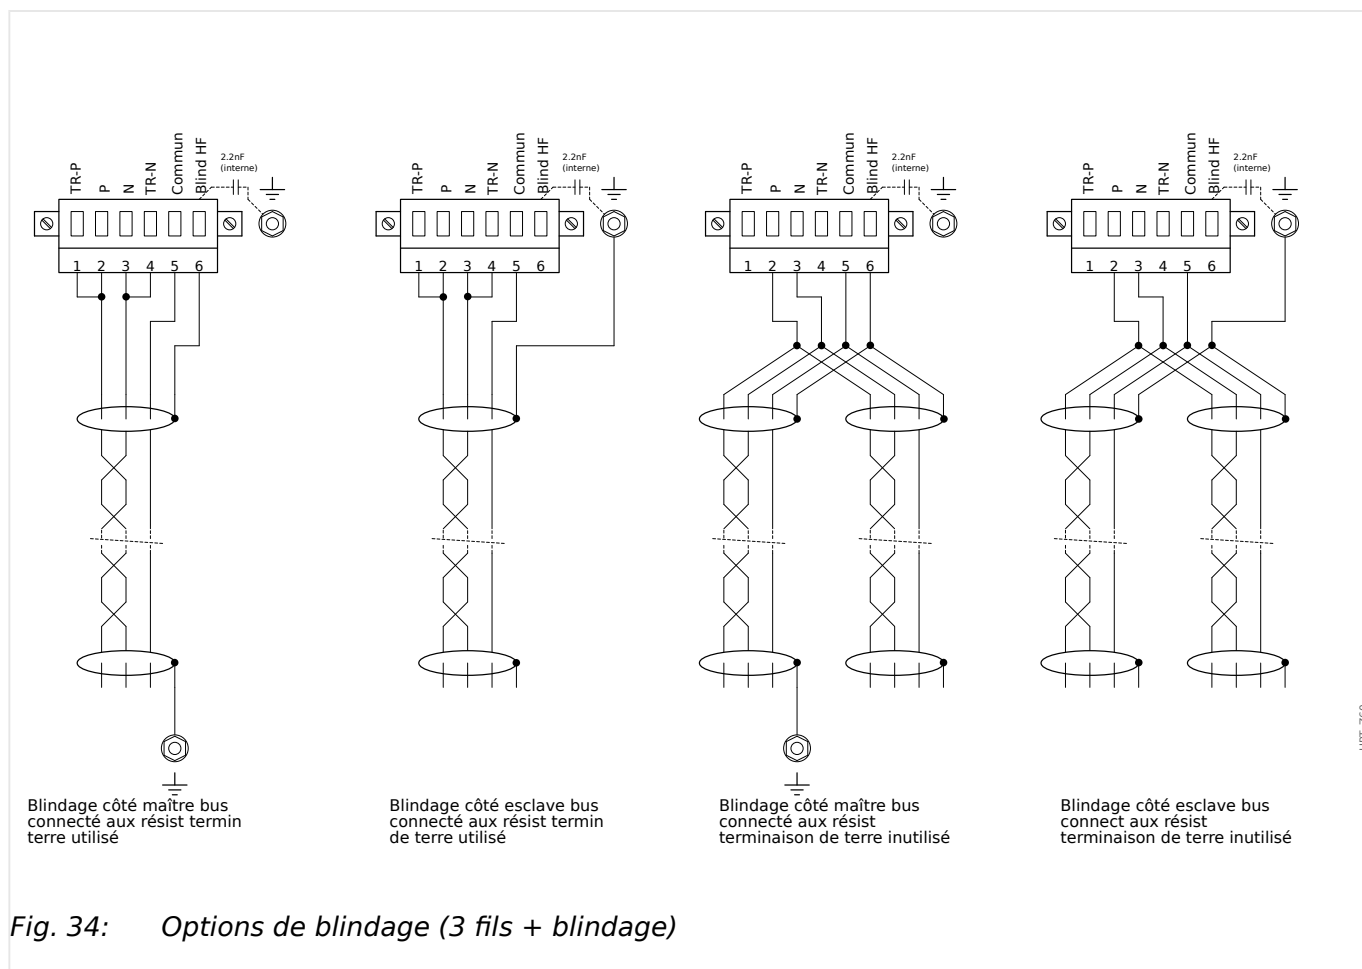 TR-P
P
N
TR-N
Commun
Blind HF
2.2nF
(interne)
1 2 3 4 5 6
TR-P
P
N
TR-N
Commun
Blind HF
2.2nF
(interne)
1 2 3 4 5 6
TR-P
P
N
TR-N
Commun
Blind HF
2.2nF
(interne)
1 2 3 4 5 6
TR-P
P
N
TR-N
Commun
Blind HF
2.2nF
(interne)
1 2 3 4 5 6
Blindage côté maître bus
connecté aux résist termin
terre utilisé
Blindage côté esclave bus
connecté aux résist termin
de terre utilisé
Blindage côté maître bus
connecté aux résist
terminaison de terre inutilisé
Blindage côté esclave bus
connect aux résist
terminaison de terre inutilisé
Fig. 34: Options de blindage (3 fils + blindage)